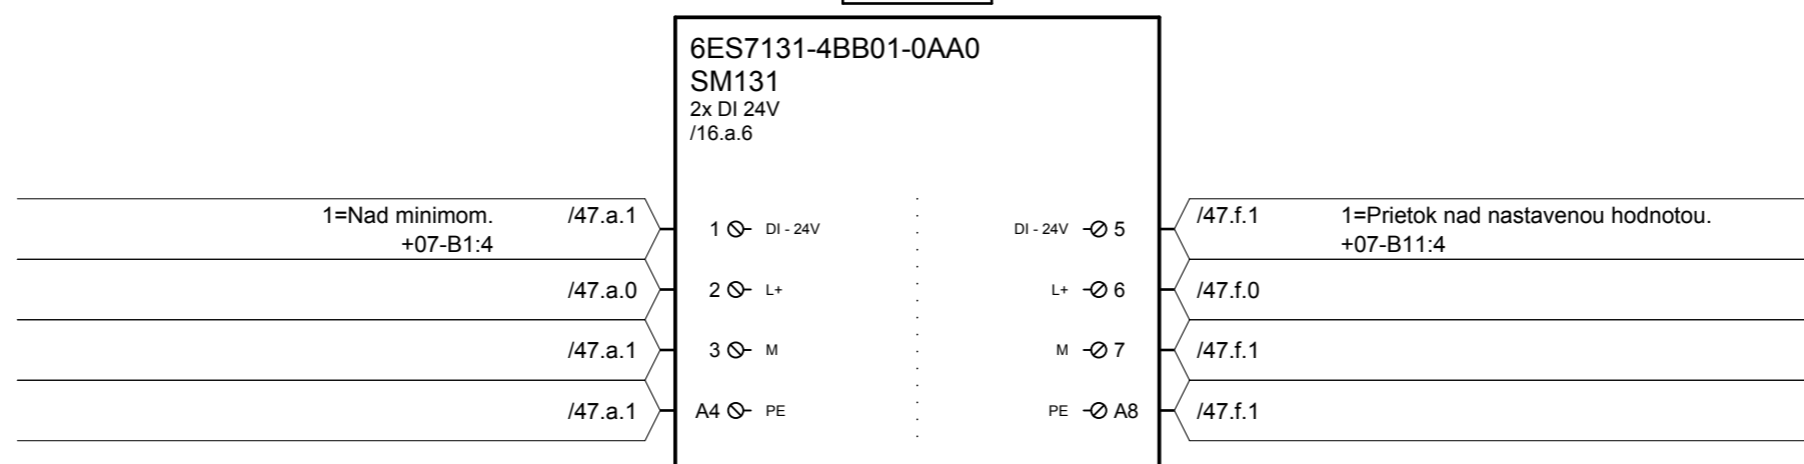 6ES7131-4BB01-0AA0
SM131
2x DI 24V
/16.a.6
1=Nad minimom. /47.a.1 1 DI - 24V DI - 24V 5 /47.f.1 1=Prietok nad nastavenou hodnotou.
+07-B1:4 +07-B11:4
/47.a.0 2 L+ L+ 6 /47.f.0
/47.a.1 3 M M 7 /47.f.1
/47.a.1 A4 PE PE A8 /47.f.1